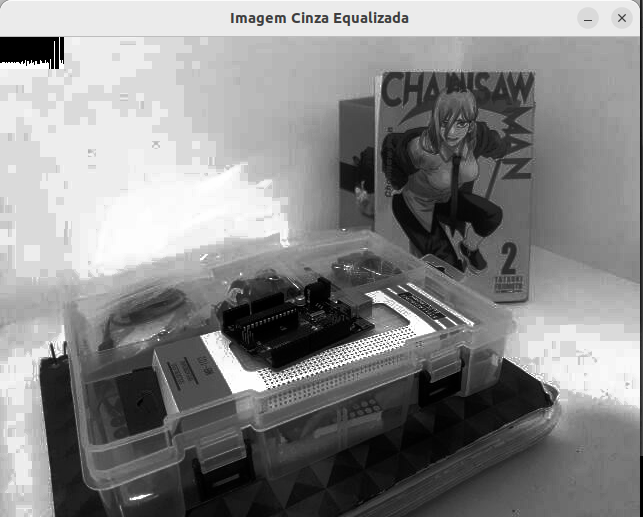 Imagem Cinza Equalizada
CHAINSAW
MAN
2
TATSUKI
FUJIMOTO